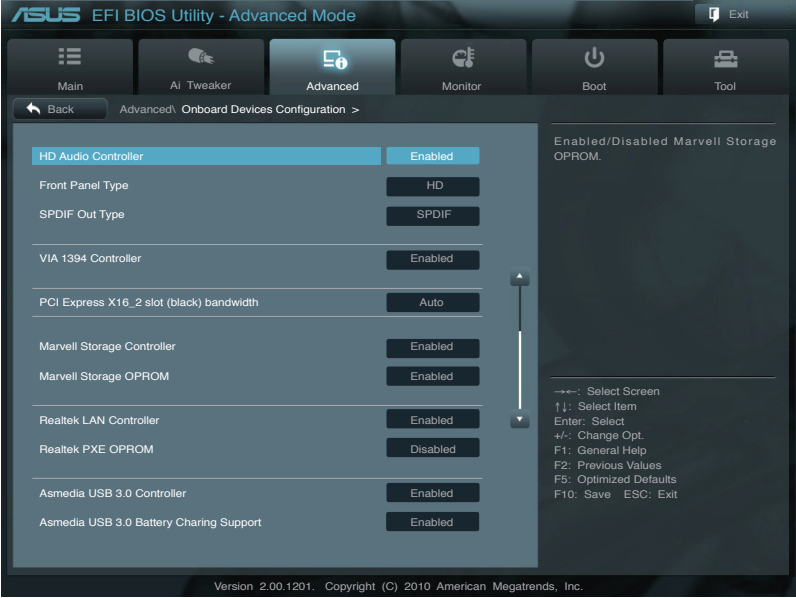 ASUS EFI BIOS Utility - Advanced Mode
Exit
Main
Ai Tweaker
Advanced
Monitor
Boot
Tool
Back
Advanced\ Onboard Devices Configuration >
HD Audio Controller Enabled
Front Panel Type HD
SPDIF Out Type SPDIF
VIA 1394 Controller Enabled
PCI Express X16_2 slot (black) bandwidth Auto
Marvell Storage Controller Enabled
Marvell Storage OPROM Enabled
Realtek LAN Controller Enabled
Realtek PXE OPROM Disabled
Asmedia USB 3.0 Controller Enabled
Asmedia USB 3.0 Battery Charing Support Enabled
Enabled/Disabled Marvell Storage
OPROM.
→←: Select Screen
↑↓: Select Item
Enter: Select
+/-: Change Opt.
F1: General Help
F2: Previous Values
F5: Optimized Defaults
F10: Save ESC: Exit
Version 2.00.1201. Copyright (C) 2010 American Megatrends, Inc.